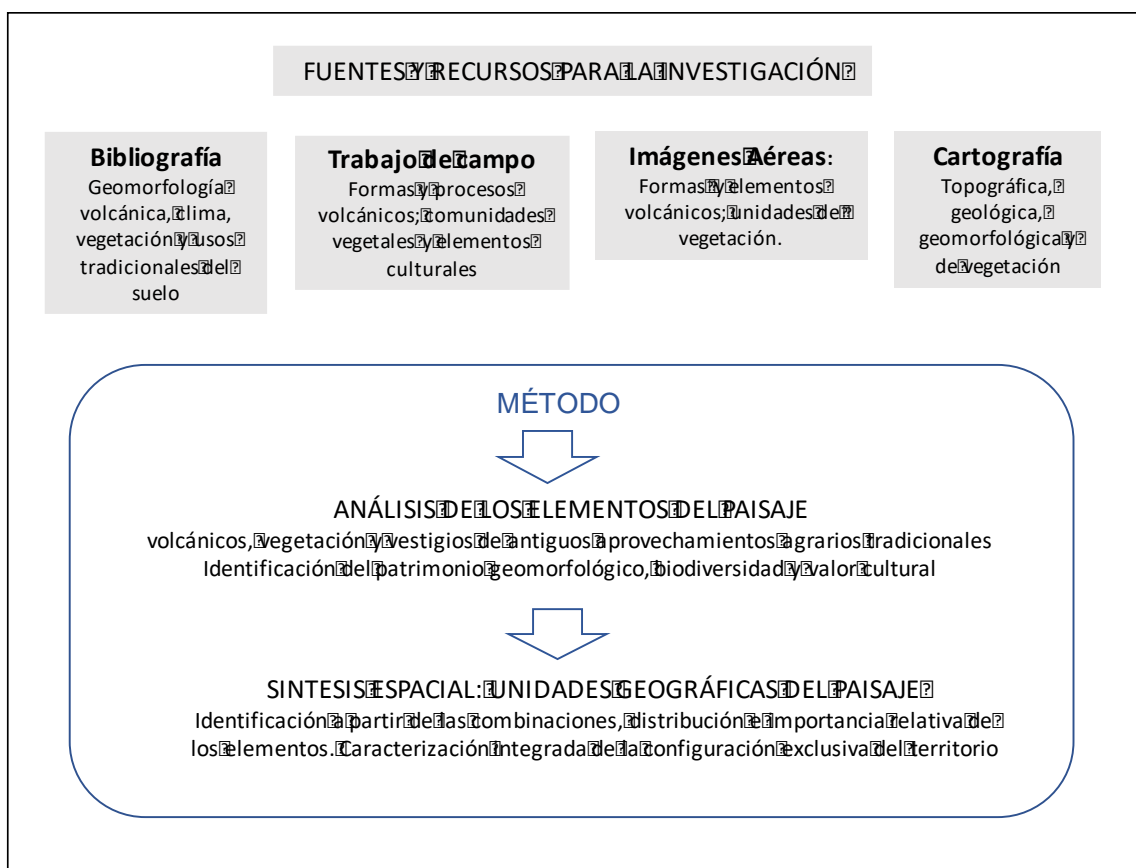 FUENTES Y RECURSOS PARA LA INVESTIGACIÓN
Bibliografía
Geomorfología
volcánica, clima,
vegetación y usos
tradicionales del
suelo
Trabajo de campo
Formas y procesos
volcánicos; comunidades
vegetales y elementos
culturales
Imágenes Aéreas:
Formas y elementos
volcánicos; unidades de
vegetación.
Cartografía
Topográfica,
geológica,
geomorfológica y
de vegetación
MÉTODO
ANÁLISIS DE LOS ELEMENTOS DEL PAISAJE
volcánicos, vegetación y vestigios de antiguos aprovechamientos agrarios tradicionales
Identificación del patrimonio geomorfológico, biodiversidad y valor cultural
SINTESIS ESPACIAL: UNIDADES GEOGRÁFICAS DEL PAISAJE
Identificación a partir de las combinaciones, distribución e importancia relativa de
los elementos. Caracterización integrada de la configuración exclusiva del territorio